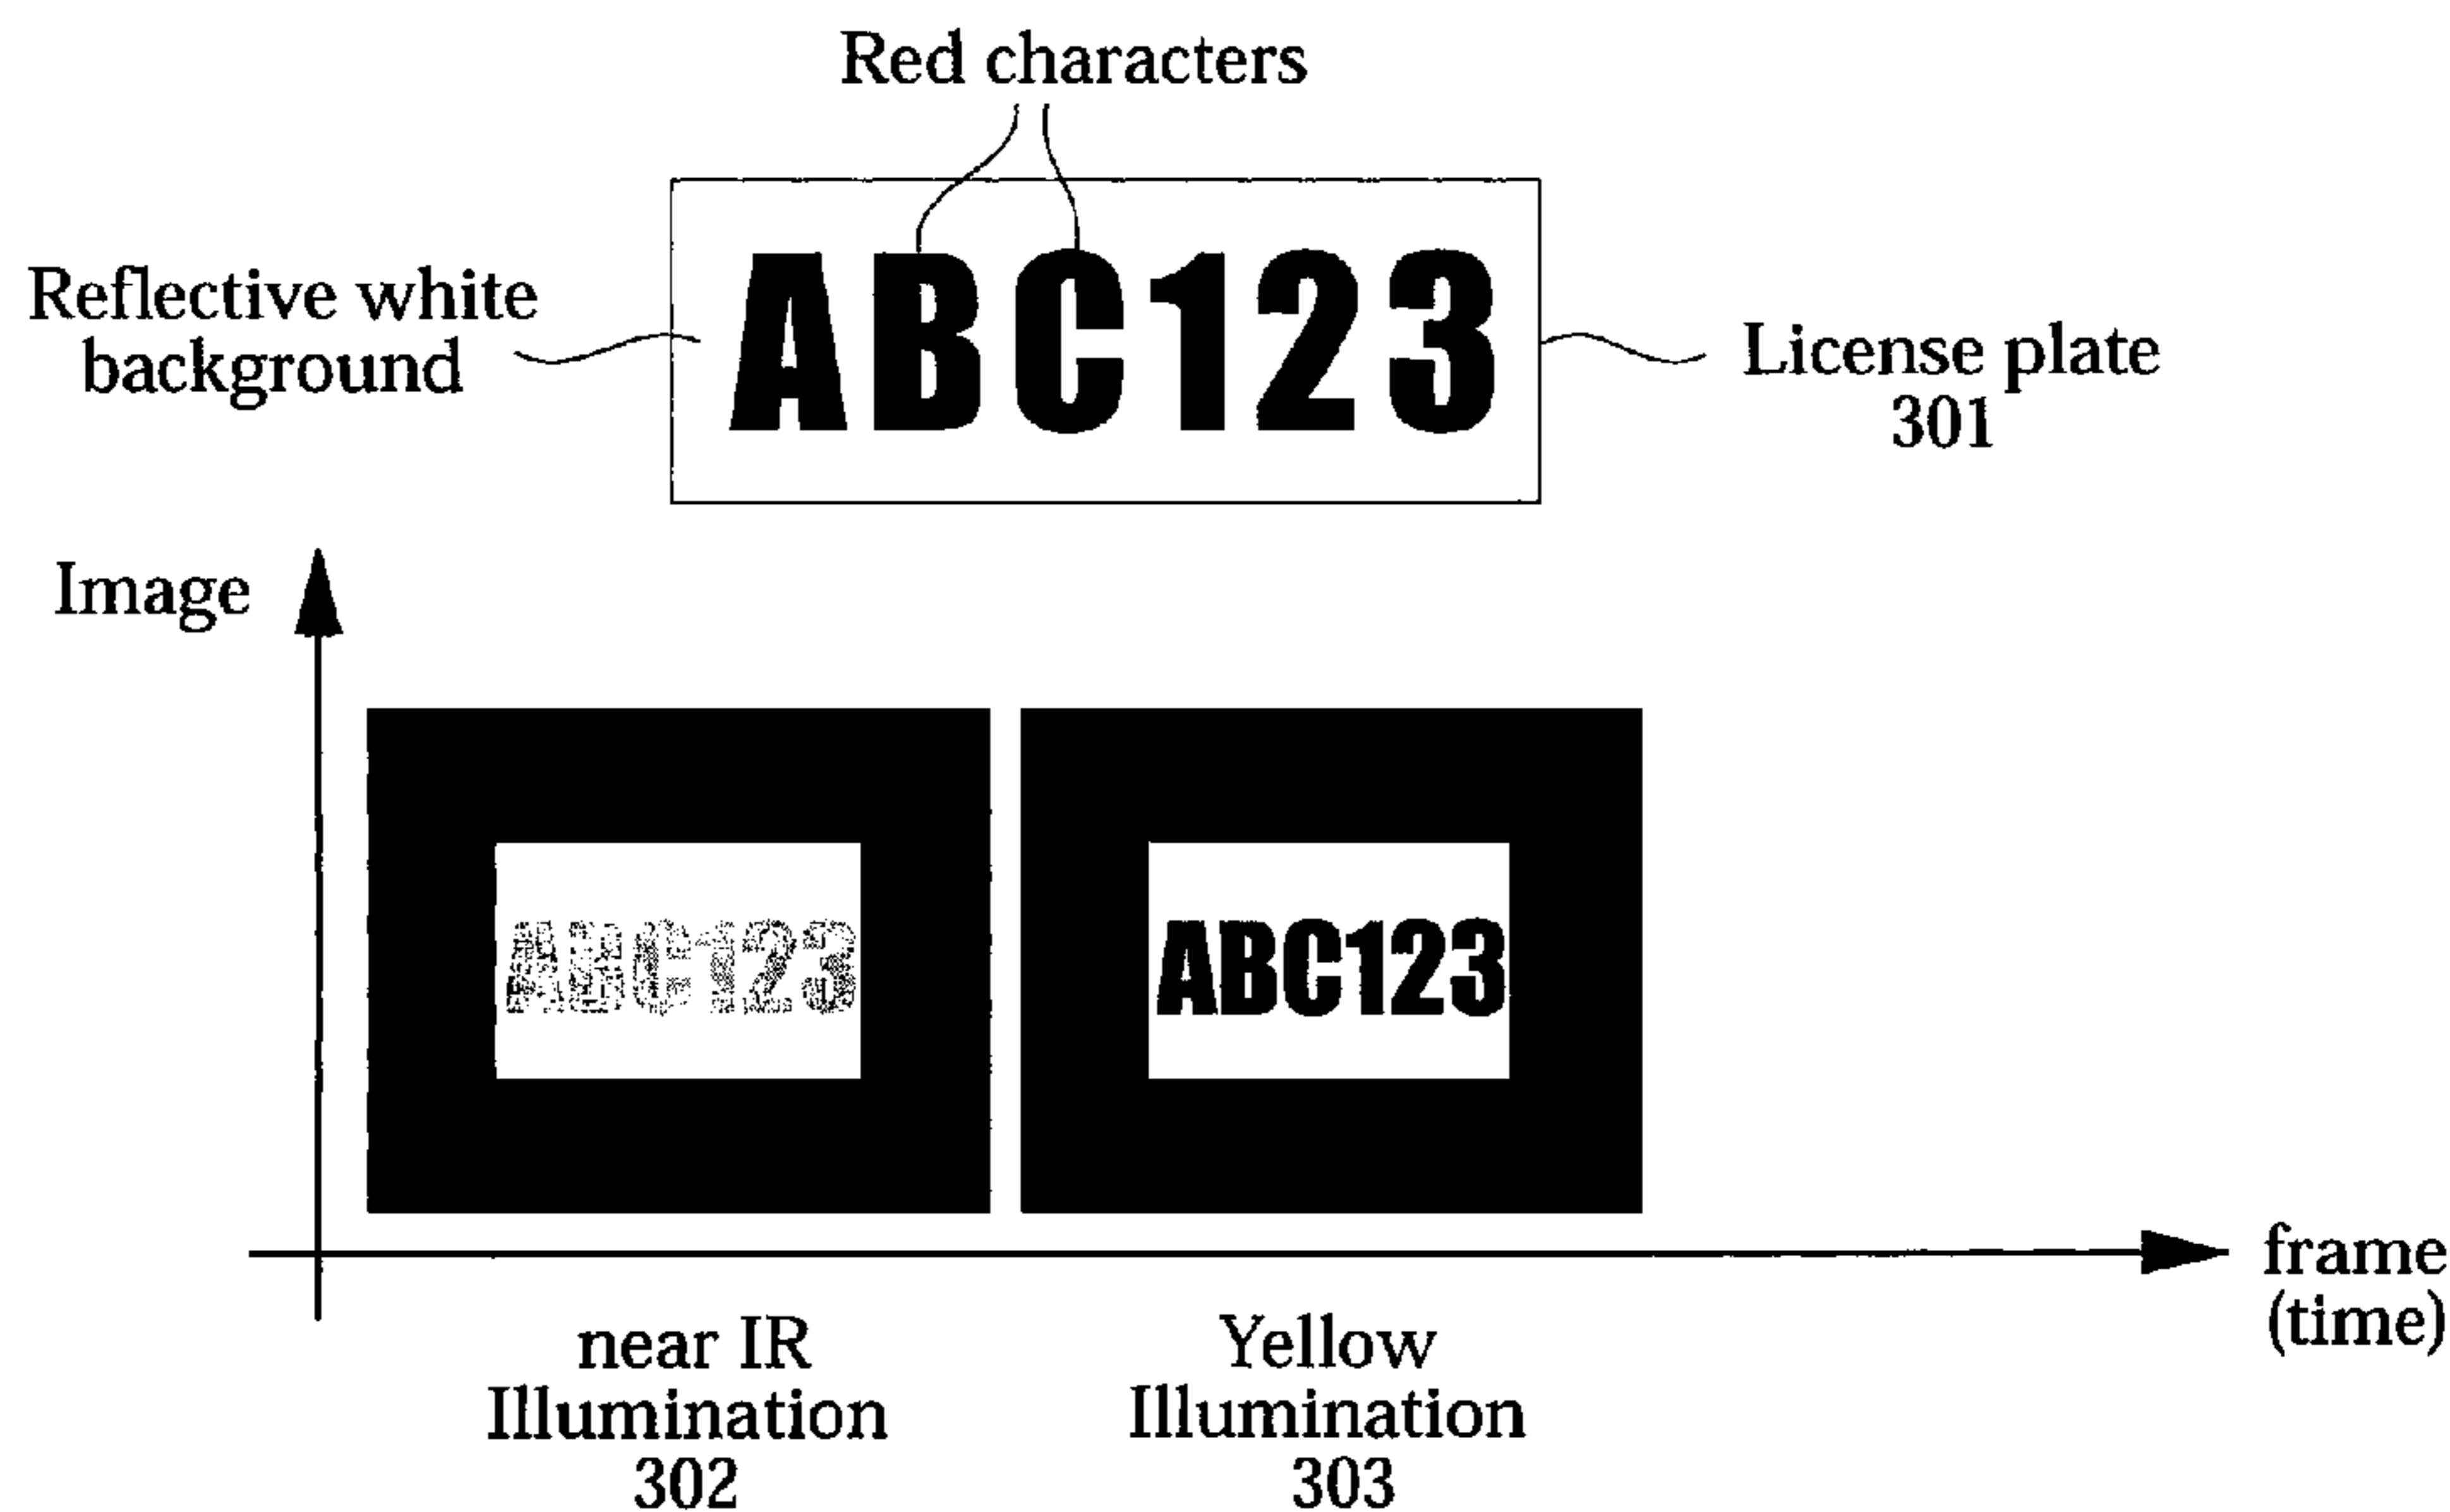 Red characters
Reflective white
background
ABC123
License plate
301
Image
ABC123
ABC123
frame
(time)
near IR
Illumination
302
Yellow
Illumination
303